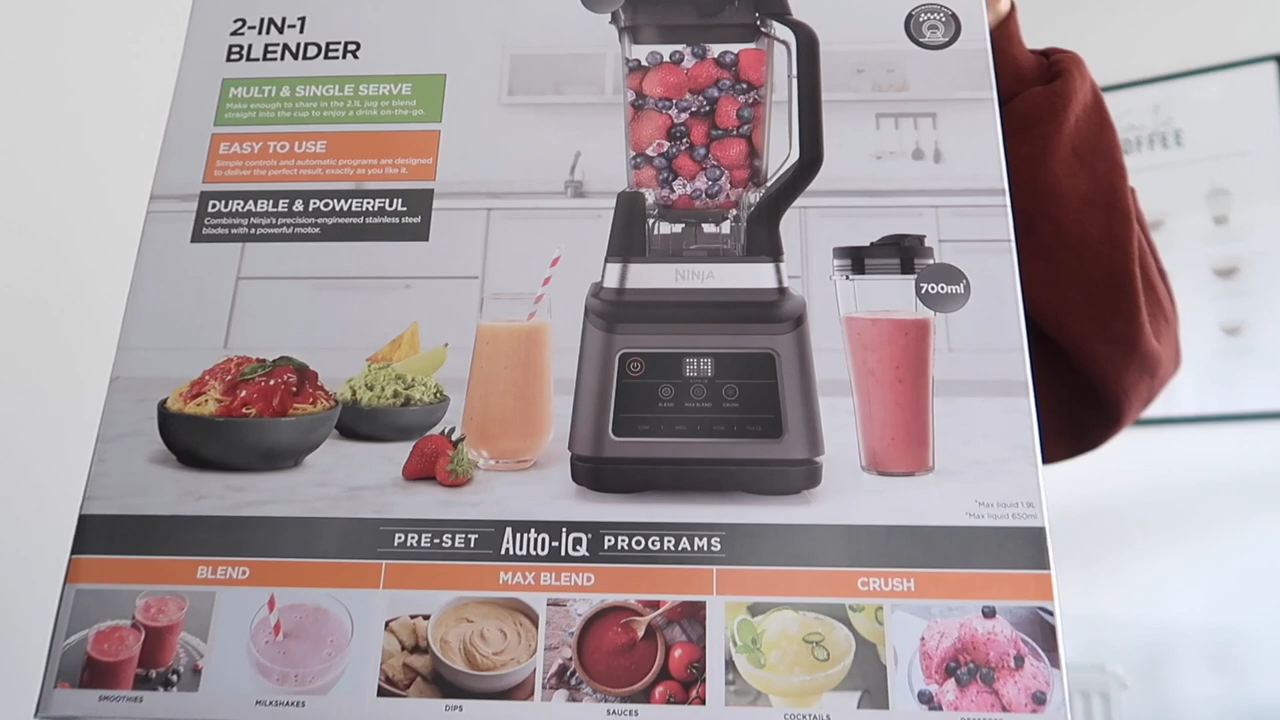 2-IN-1
BLENDER
MULTI & SINGLE SERVE
Make enough to share in the 2.1L jug or blend
straight into the cup to enjoy a drink on-the-go.
EASY TO USE
Simple controls and automatic programs are designed
to deliver the perfect result, exactly as you like it.
DURABLE & POWERFUL
Combining Ninja's precision-engineered stainless steel
blades with a powerful motor.
NINJA
700ml
AUTO-IQ
BLEND MAX BLEND CRUSH
*Max liquid 1.9L
*Max liquid 650ml
PRE-SET Auto-iQ PROGRAMS
BLEND MAX BLEND CRUSH
SMOOTHIES MILKSHAKES DIPS SAUCES COCKTAILS